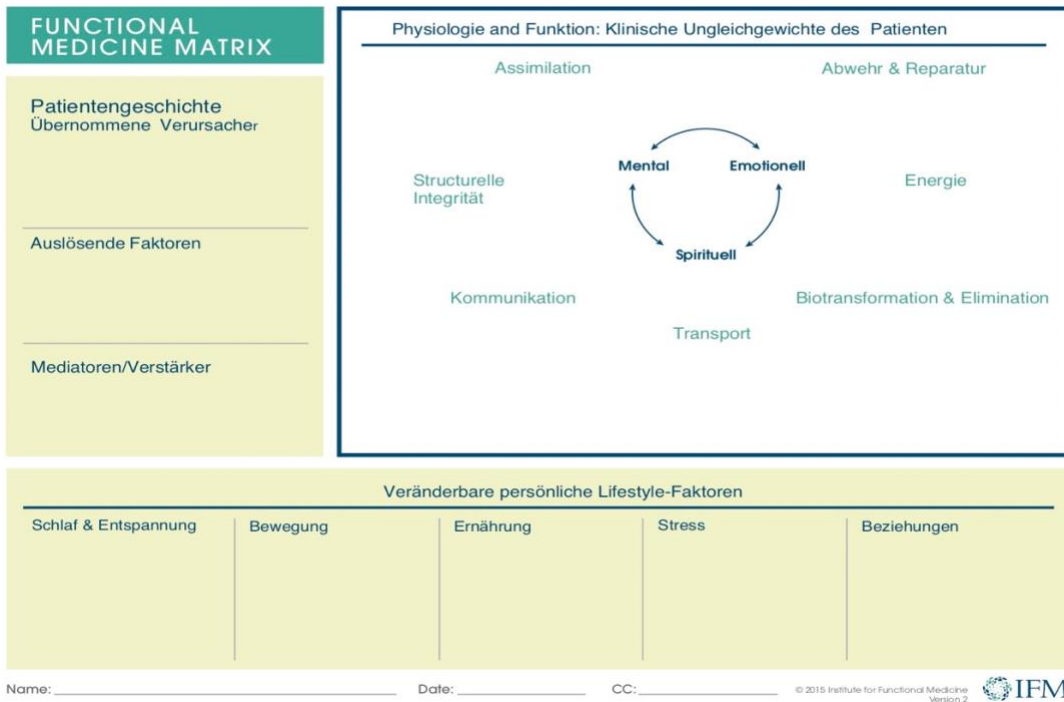 FUNCTIONAL
MEDICINE MATRIX
Patientengeschichte
Übernommene Verursacher
Auslösende Faktoren
Mediatoren/Verstärker
Physiologie and Funktion: Klinische Ungleichgewichte des Patienten
Assimilation
Abwehr & Reparatur
Mental
Emotionell
Structurelle
Integrität
Energie
Spirituell
Kommunikation
Biotransformation & Elimination
Transport
Veränderbare persönliche Lifestyle-Faktoren
Schlaf & Entspannung
Bewegung
Ernährung
Stress
Beziehungen
Name:
Date:
CC:
© 2015 Institute for Functional Medicine
Version 2
IFM